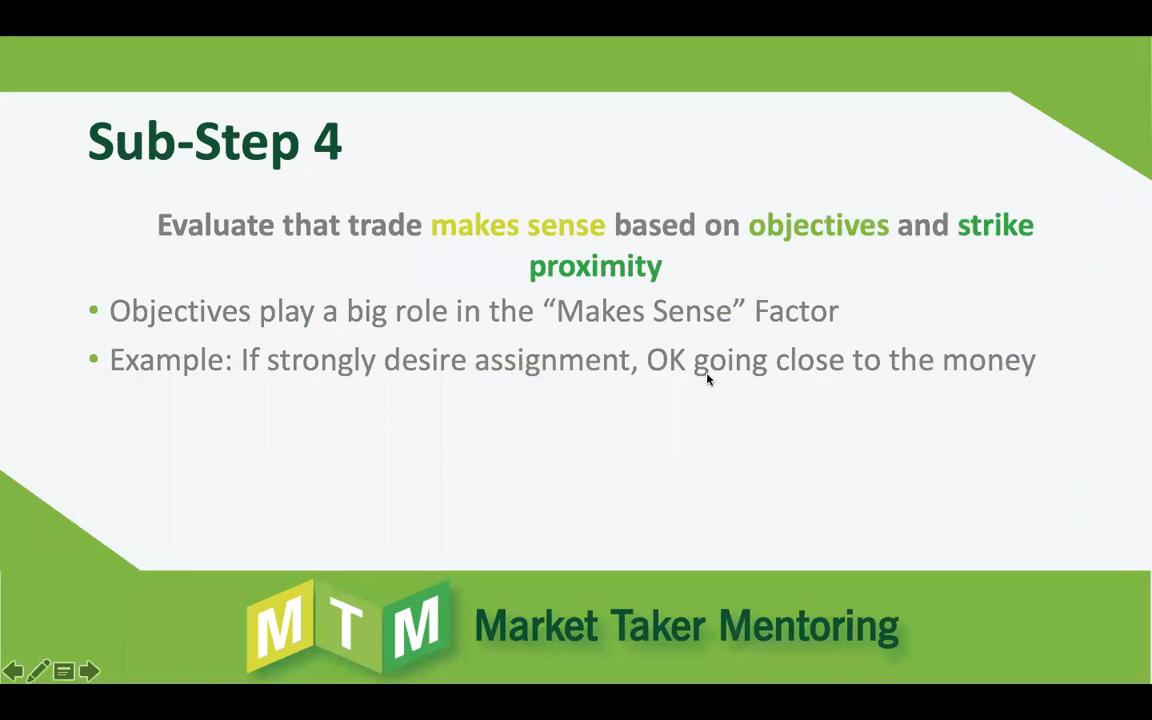 Sub-Step 4
Evaluate that trade makes sense based on objectives and strike
proximity
• Objectives play a big role in the “Makes Sense” Factor
• Example: If strongly desire assignment, OK going close to the money
MTM Market Taker Mentoring